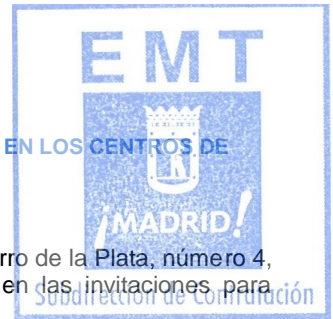 EMT
EN LOS CENTROS DE
¡MADRID!
rro de la Plata, número 4,
en las invitaciones para
Subdirección de Contratación